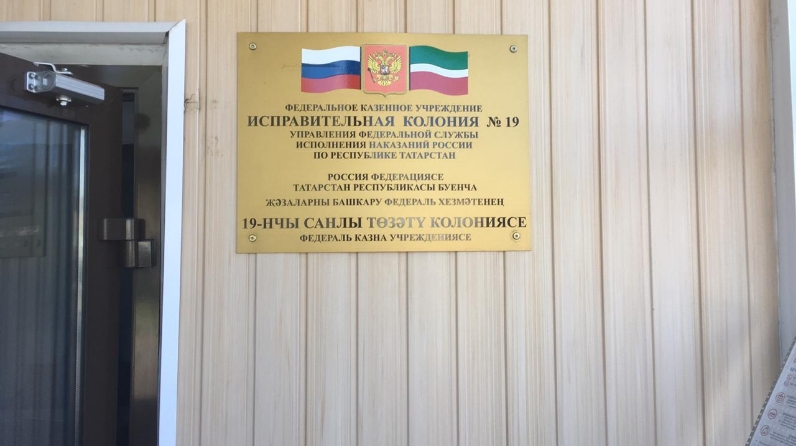 ФЕДЕРАЛЬНОЕ КАЗЕННОЕ УЧРЕЖДЕНИЕ
ИСПРАВИТЕЛЬНАЯ КОЛОНИЯ № 19
УПРАВЛЕНИЯ ФЕДЕРАЛЬНОЙ СЛУЖБЫ
ИСПОЛНЕНИЯ НАКАЗАНИЙ РОССИИ
ПО РЕСПУБЛИКЕ ТАТАРСТАН
РОССИЯ ФЕДЕРАЦИЯСЕ
ТАТАРСТАН РЕСПУБЛИКАСЫ БУЕНЧА
ҖӘЗАЛАРНЫ БАШКАРУ ФЕДЕРАЛЬ ХЕЗМӘТЕНЕҢ
19-НЧЫ САНЛЫ ТӨЗӘТҮ КОЛОНИЯСЕ
ФЕДЕРАЛЬ КАЗНА УЧРЕЖДЕНИЯСЕ